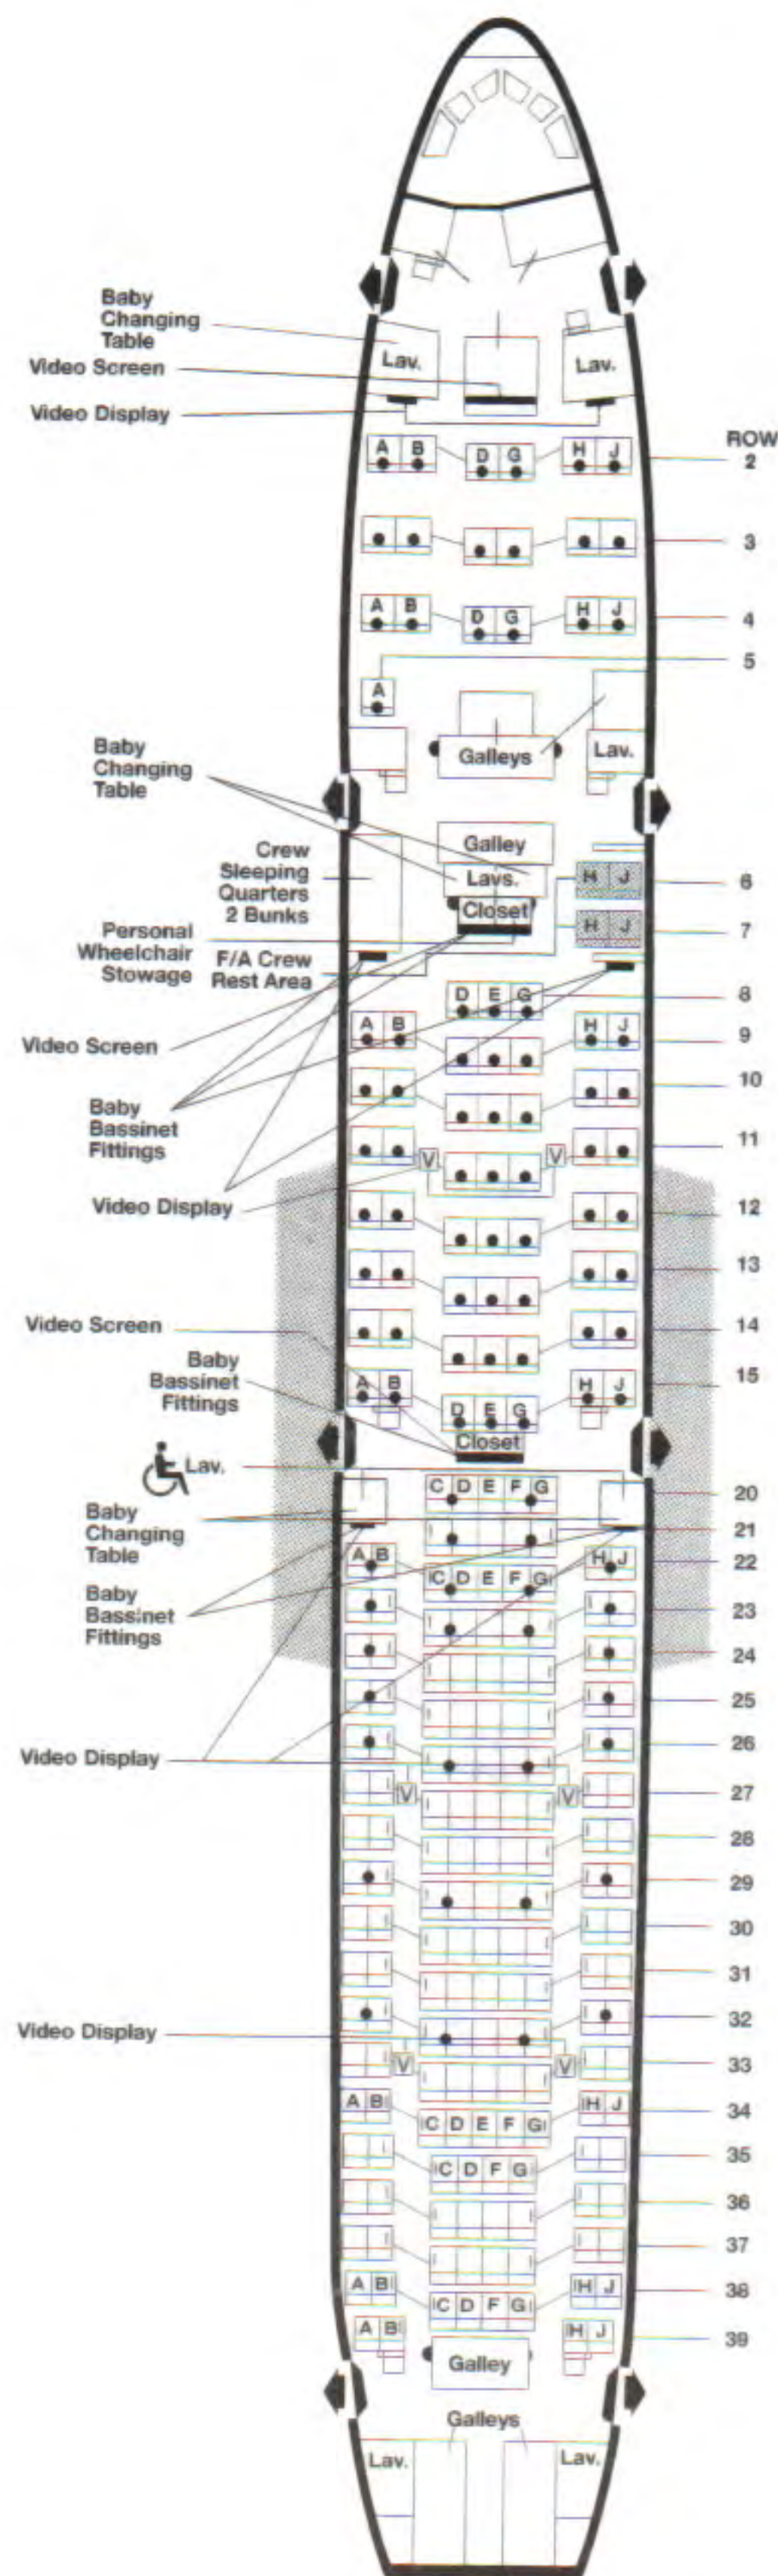 Baby
Changing
Table
Lav.
Lav.
Video Screen
Video Display
ROW
A B D G H J 2
3
A B D G H J 4
5
A
Baby
Changing
Table
Galleys
Lav.
Galley
Crew
Sleeping
Quarters
2 Bunks
Lavs.
H J 6
Closet
Personal
Wheelchair
Stowage
H J 7
F/A Crew
Rest Area
D E G 8
A B H J 9
Video Screen
10
Baby
Bassinet
Fittings
11
V V
Video Display
12
13
Video Screen
14
Baby
Bassinet
Fittings
15
A B D E G H J
Closet
Lav.
C D E F G 20
Baby
Changing
Table
21
A B C D E F G H J 22
Baby
Bassinet
Fittings
23
24
25
26
Video Display
V V 27
28
29
30
31
32
Video Display
V V 33
A B C D E F G H J 34
C D F G 35
36
37
A B C D F G H J 38
A B H J 39
Galley
Galleys
Lav.
Lav.